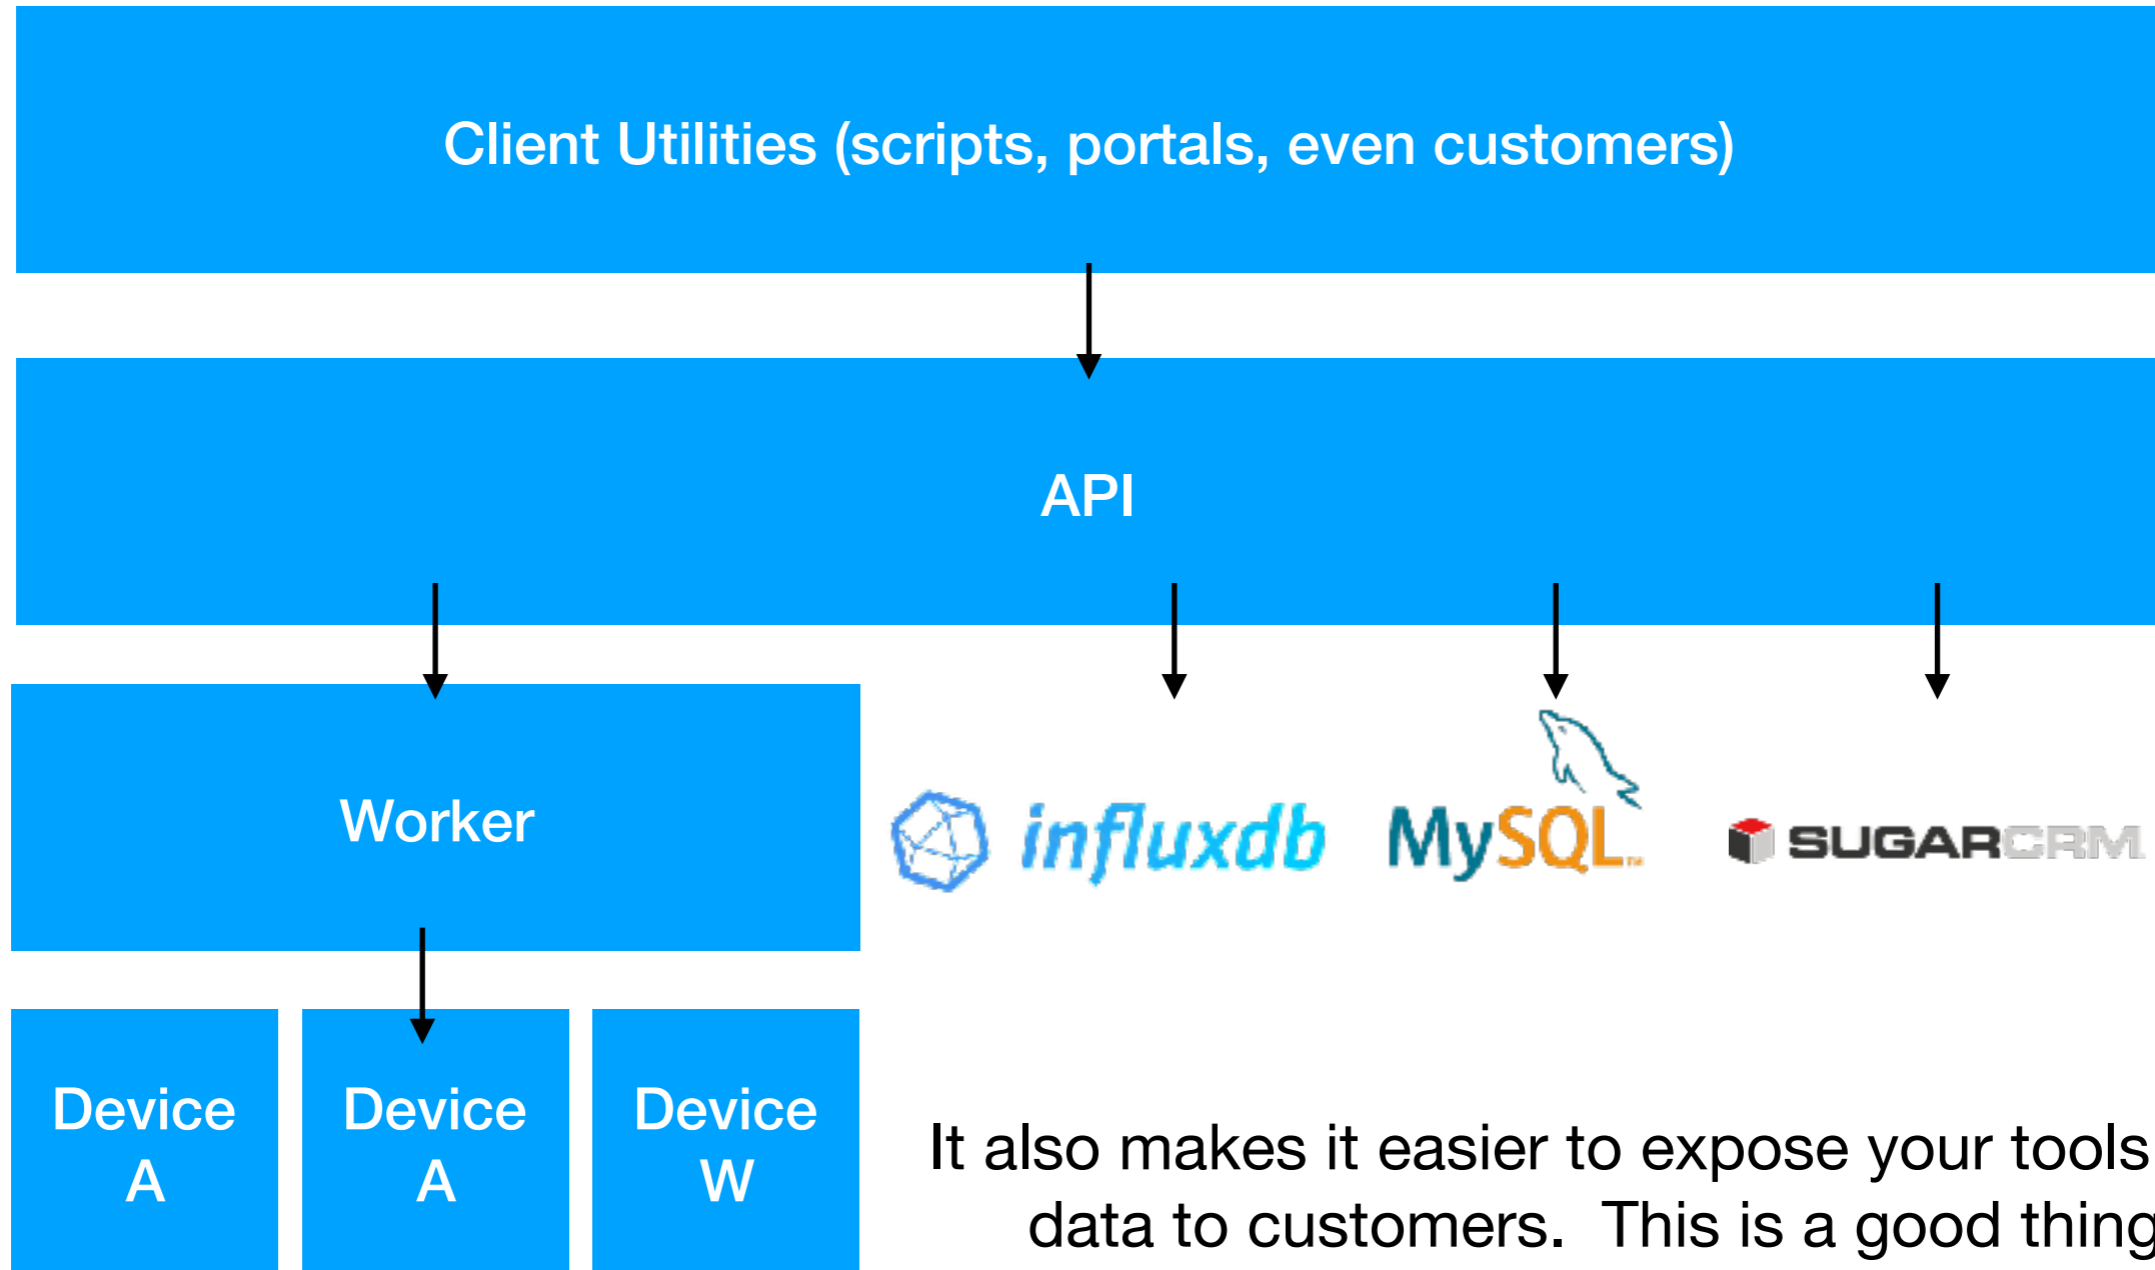 Client Utilities (scripts, portals, even customers)
API
Worker
influxdb
MySQL™
SUGARCRM
Device
A
Device
A
Device
W
It also makes it easier to expose your tools
data to customers.  This is a good thing